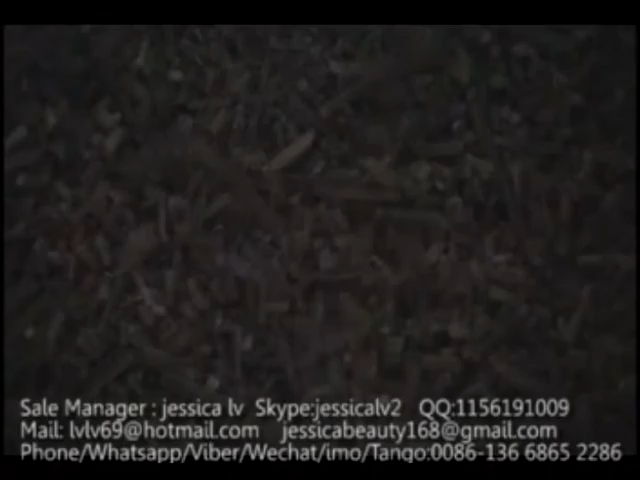 Sale Manager : jessica lv  Skype:jessicalv2   QQ:1156191009
Mail: lvlv69@hotmail.com    jessicabeauty168@gmail.com
Phone/Whatsapp/Viber/Wechat/imo/Tango:0086-136 6865 2286